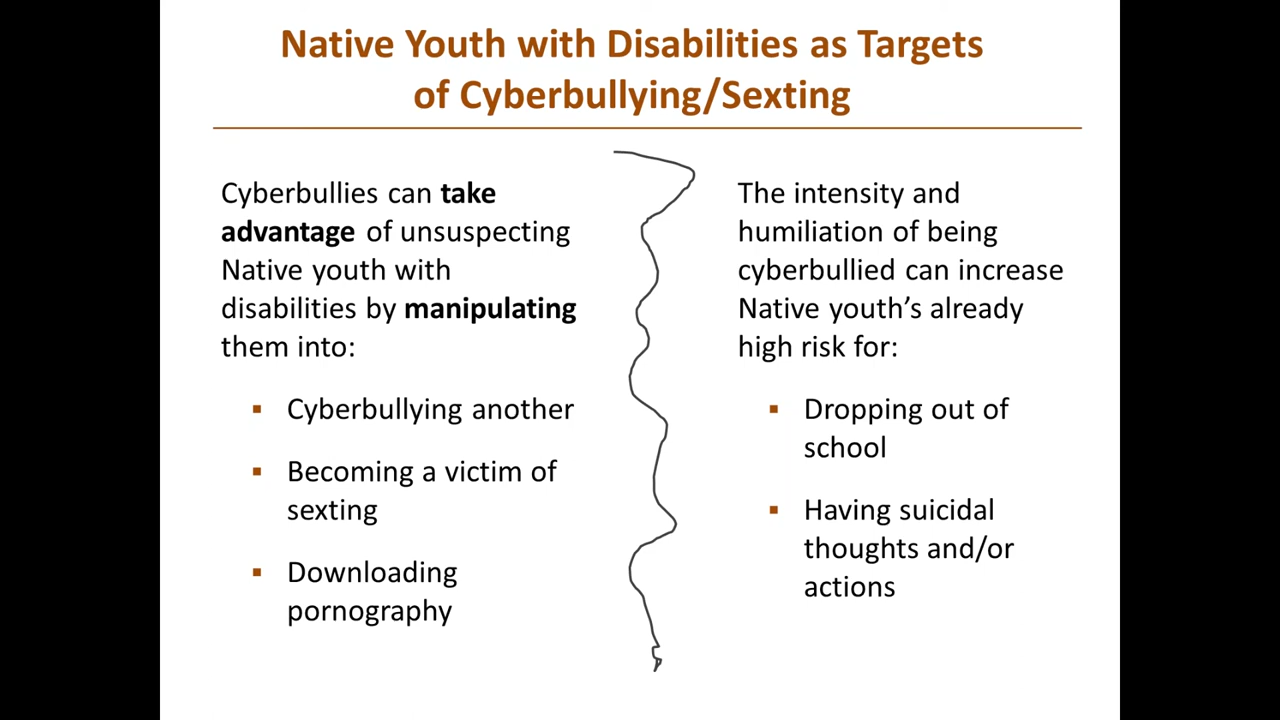 Native Youth with Disabilities as Targets
of Cyberbullying/Sexting
Cyberbullies can take
advantage of unsuspecting
Native youth with
disabilities by manipulating
them into:
▪ Cyberbullying another
▪ Becoming a victim of
sexting
▪ Downloading
pornography
The intensity and
humiliation of being
cyberbullied can increase
Native youth’s already
high risk for:
▪ Dropping out of
school
▪ Having suicidal
thoughts and/or
actions